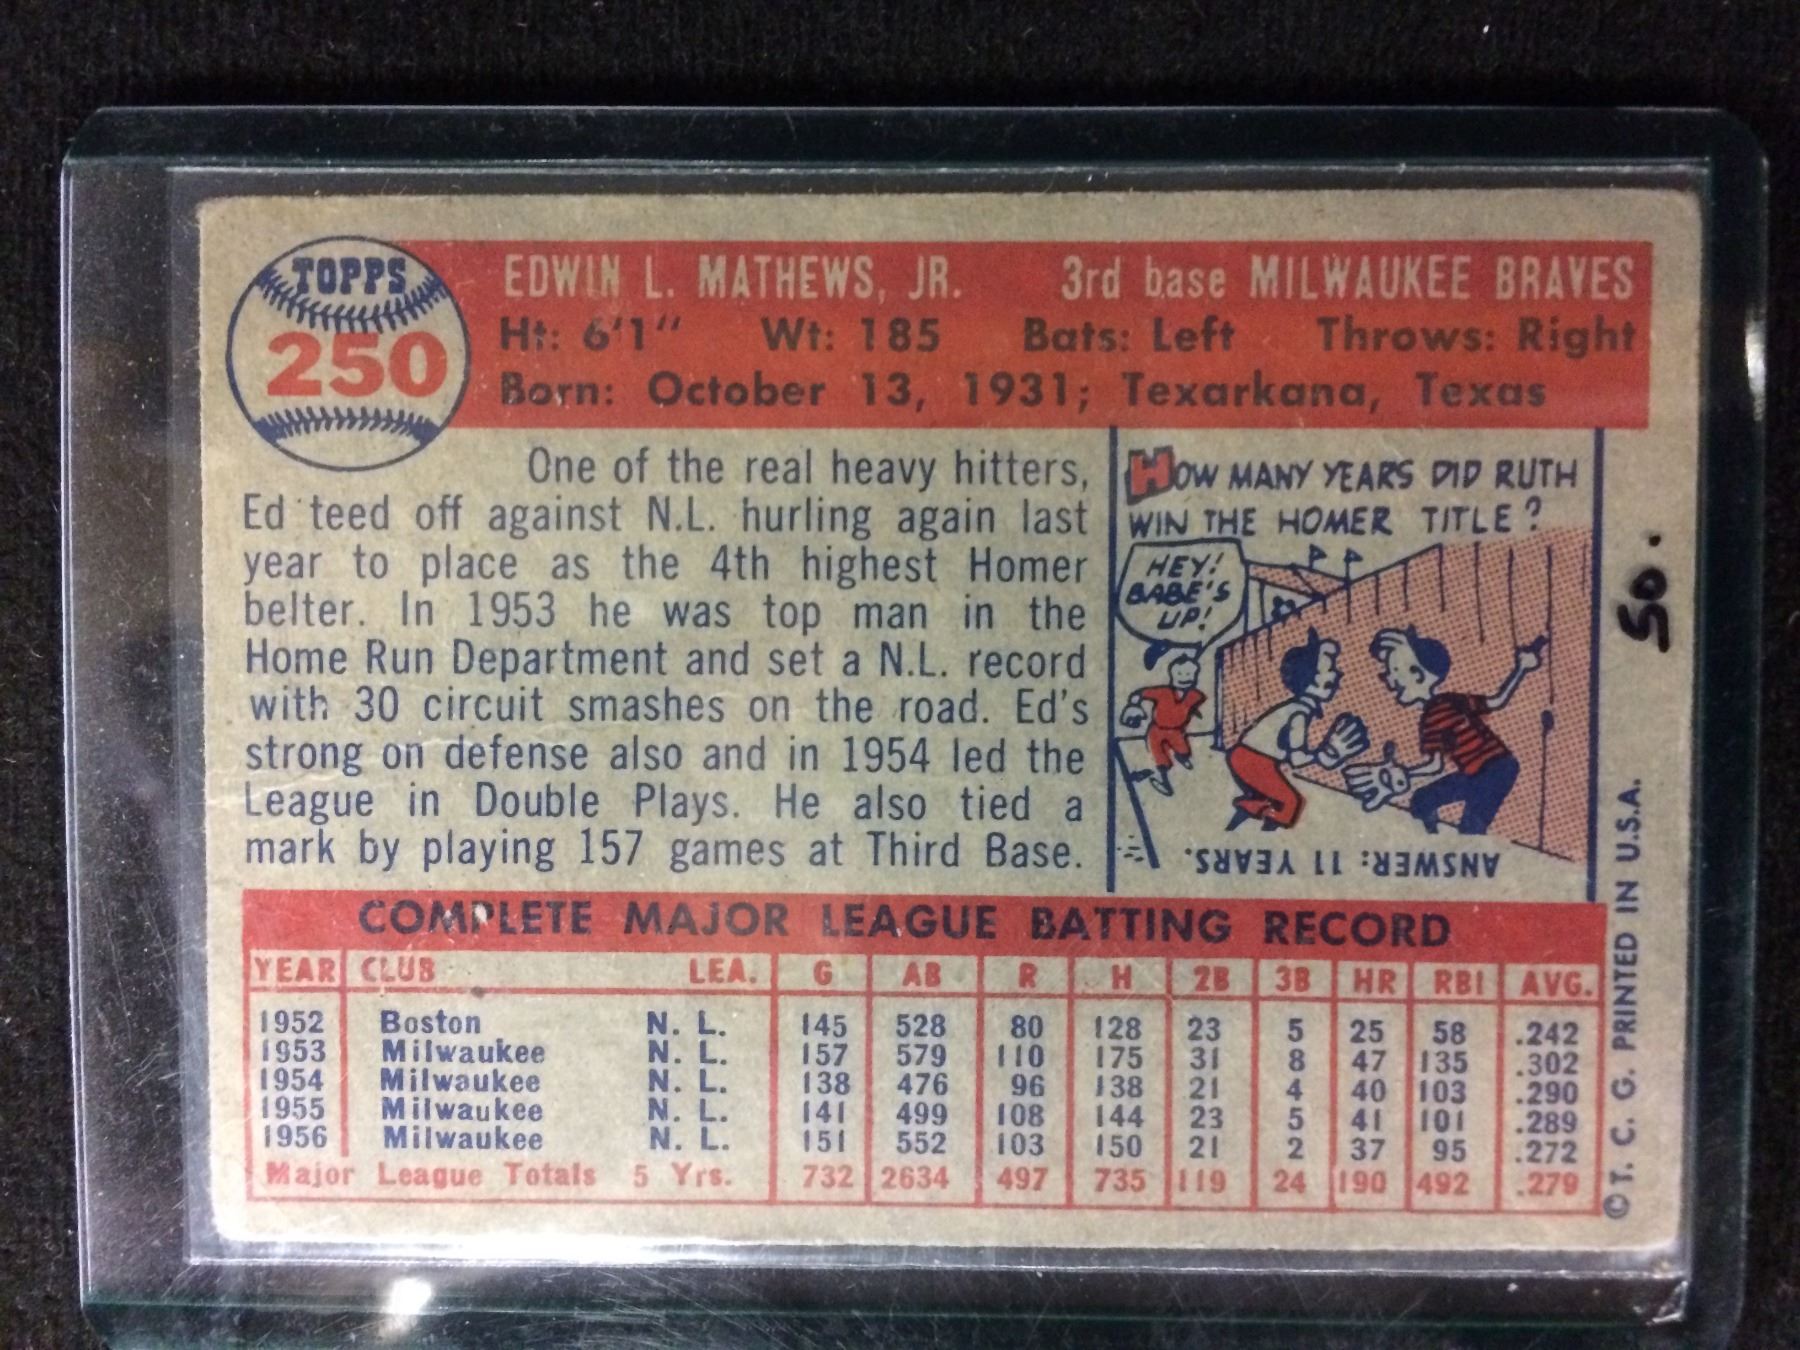 TOPPS
250
EDWIN L. MATHEWS, JR. 3rd base MILWAUKEE BRAVES
Ht: 6'1" Wt: 185 Bats: Left Throws: Right
Born: October 13, 1931; Texarkana, Texas
One of the real heavy hitters,
Ed teed off against N.L. hurling again last
year to place as the 4th highest Homer
belter. In 1953 he was top man in the
Home Run Department and set a N.L. record
with 30 circuit smashes on the road. Ed's
strong on defense also and in 1954 led the
League in Double Plays. He also tied a
mark by playing 157 games at Third Base.
HOW MANY YEARS DID RUTH
WIN THE HOMER TITLE?
HEY!
BABE'S
UP!
ANSWER: 11 YEARS.
50.
COMPLETE MAJOR LEAGUE BATTING RECORD
YEAR CLUB LEA. G AB R H 2B 3B HR RBI AVG.
1952 Boston N. L. 145 528 80 128 23 5 25 58 .242
1953 Milwaukee N. L. 157 579 110 175 31 8 47 135 .302
1954 Milwaukee N. L. 138 476 96 138 21 4 40 103 .290
1955 Milwaukee N. L. 141 499 108 144 23 5 41 101 .289
1956 Milwaukee N. L. 151 552 103 150 21 2 37 95 .272
Major League Totals 5 Yrs. 732 2634 497 735 119 24 190 492 .279
© T. C. G. PRINTED IN U.S.A.